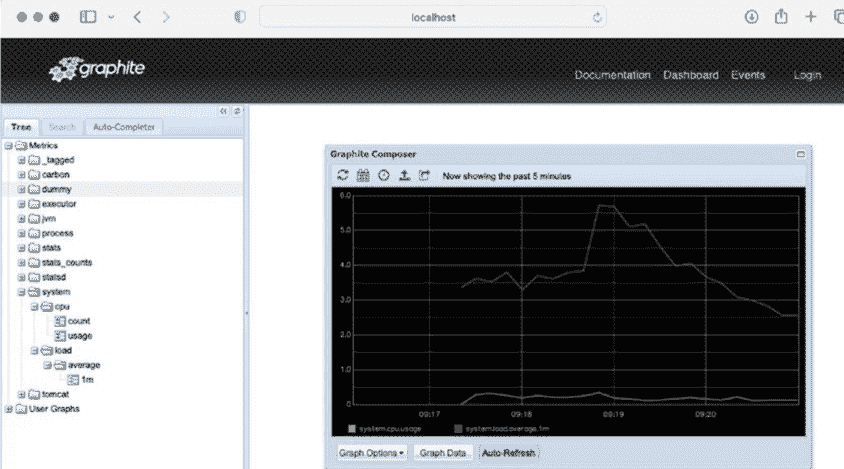 localhost
graphite
Documentation Dashboard Events Login
Tree Search Auto-Completer
Metrics
_tagged
carbon
dummy
executor
jvm
process
stats
stats_counts
statsd
system
cpu
count
usage
load
average
1m
tomcat
User Graphs
Graphite Composer
Now showing the past 5 minutes
6.0
5.0
4.0
3.0
2.0
1.0
0
09:17 09:18 09:19 09:20
system.cpu.usage system.load.average.1m
Graph Options Graph Data Auto-Refresh